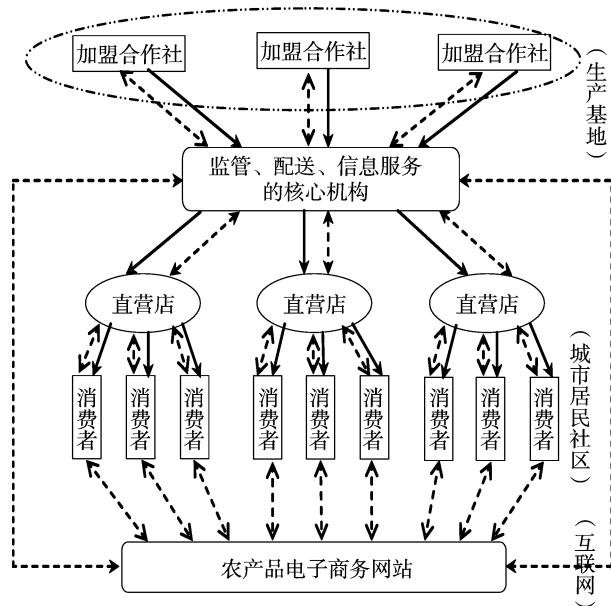 加盟合作社
加盟合作社
加盟合作社
(生产基地)
监管、配送、信息服务
的核心机构
直营店
直营店
直营店
消费者
消费者
消费者
消费者
消费者
消费者
消费者
消费者
消费者
(城市居民社区)
农产品电子商务网站
(互联网)